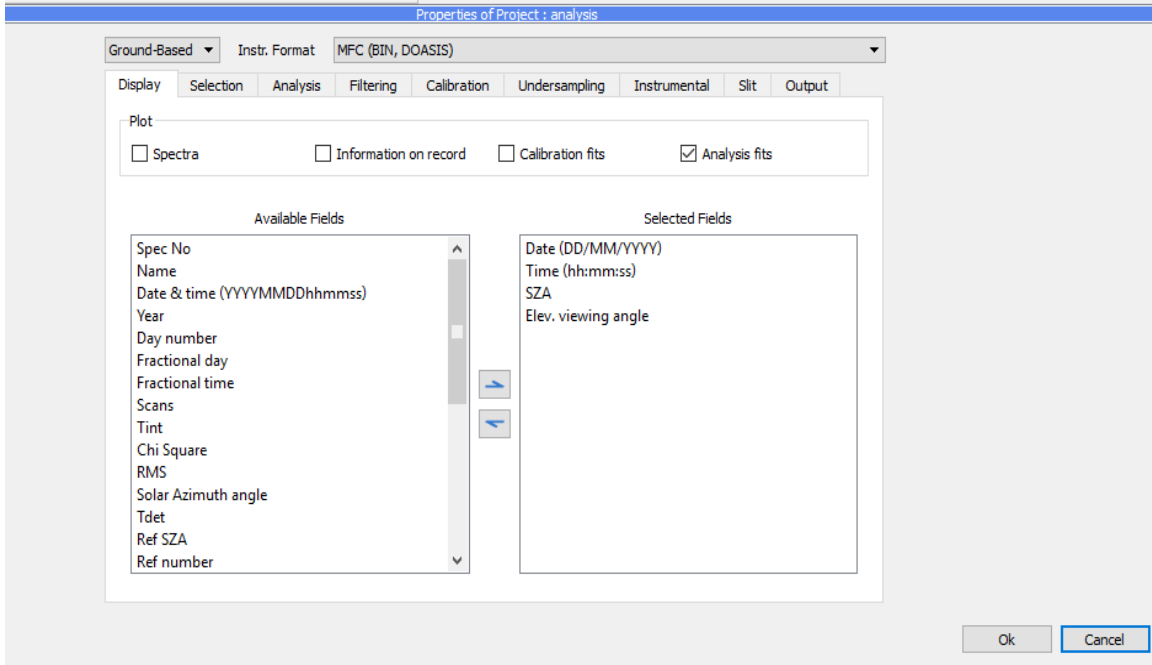 Properties of Project : analysis
Ground-Based Instr. Format MFC (BIN, DOASIS)
Display Selection Analysis Filtering Calibration Undersampling Instrumental Slit Output
Plot
Spectra Information on record Calibration fits Analysis fits
Available Fields
Spec No
Name
Date & time (YYYYMMDDhhmmss)
Year
Day number
Fractional day
Fractional time
Scans
Tint
Chi Square
RMS
Solar Azimuth angle
Tdet
Ref SZA
Ref number
Selected Fields
Date (DD/MM/YYYY)
Time (hh:mm:ss)
SZA
Elev. viewing angle
Ok Cancel